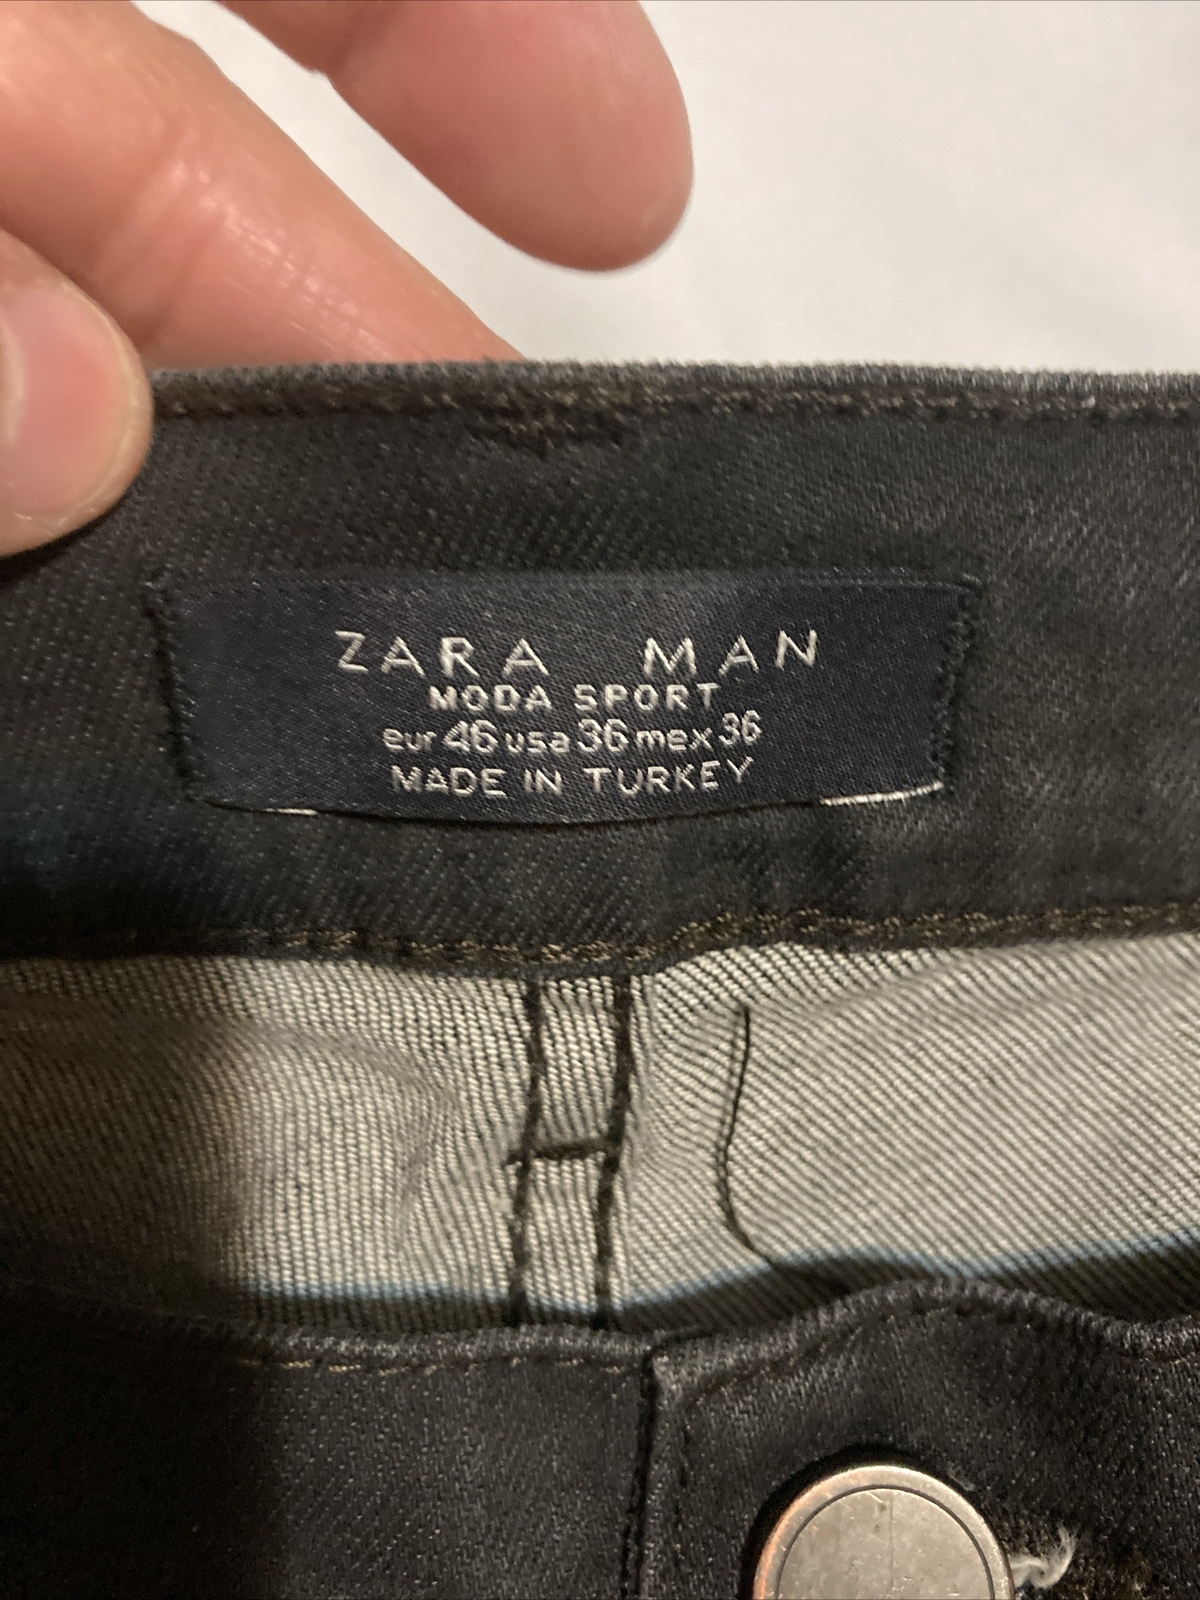 ZARA MAN
MODA SPORT
eur 46 usa 36 mex 36
MADE IN TURKEY